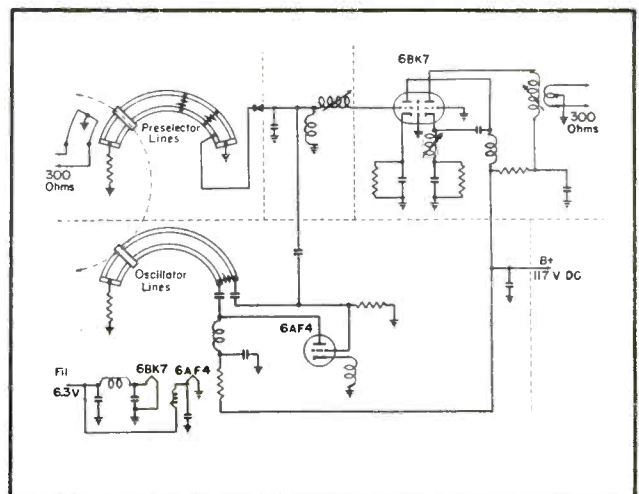 6BK7
Preselector
Lines
300
Ohms
300
Ohms
Oscillator
Lines
B+
117 V DC
6AF4
Fil
6.3V
6BK7
6AF4